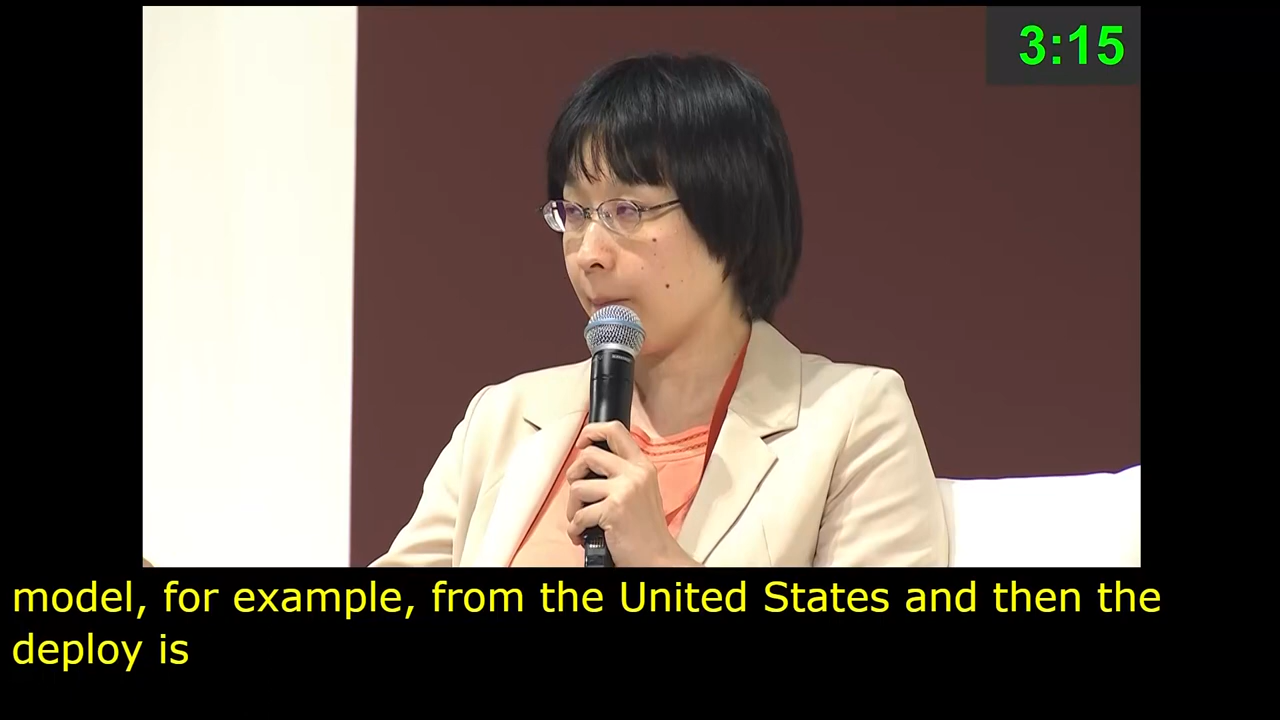 3:15
model, for example, from the United States and then the
deploy is